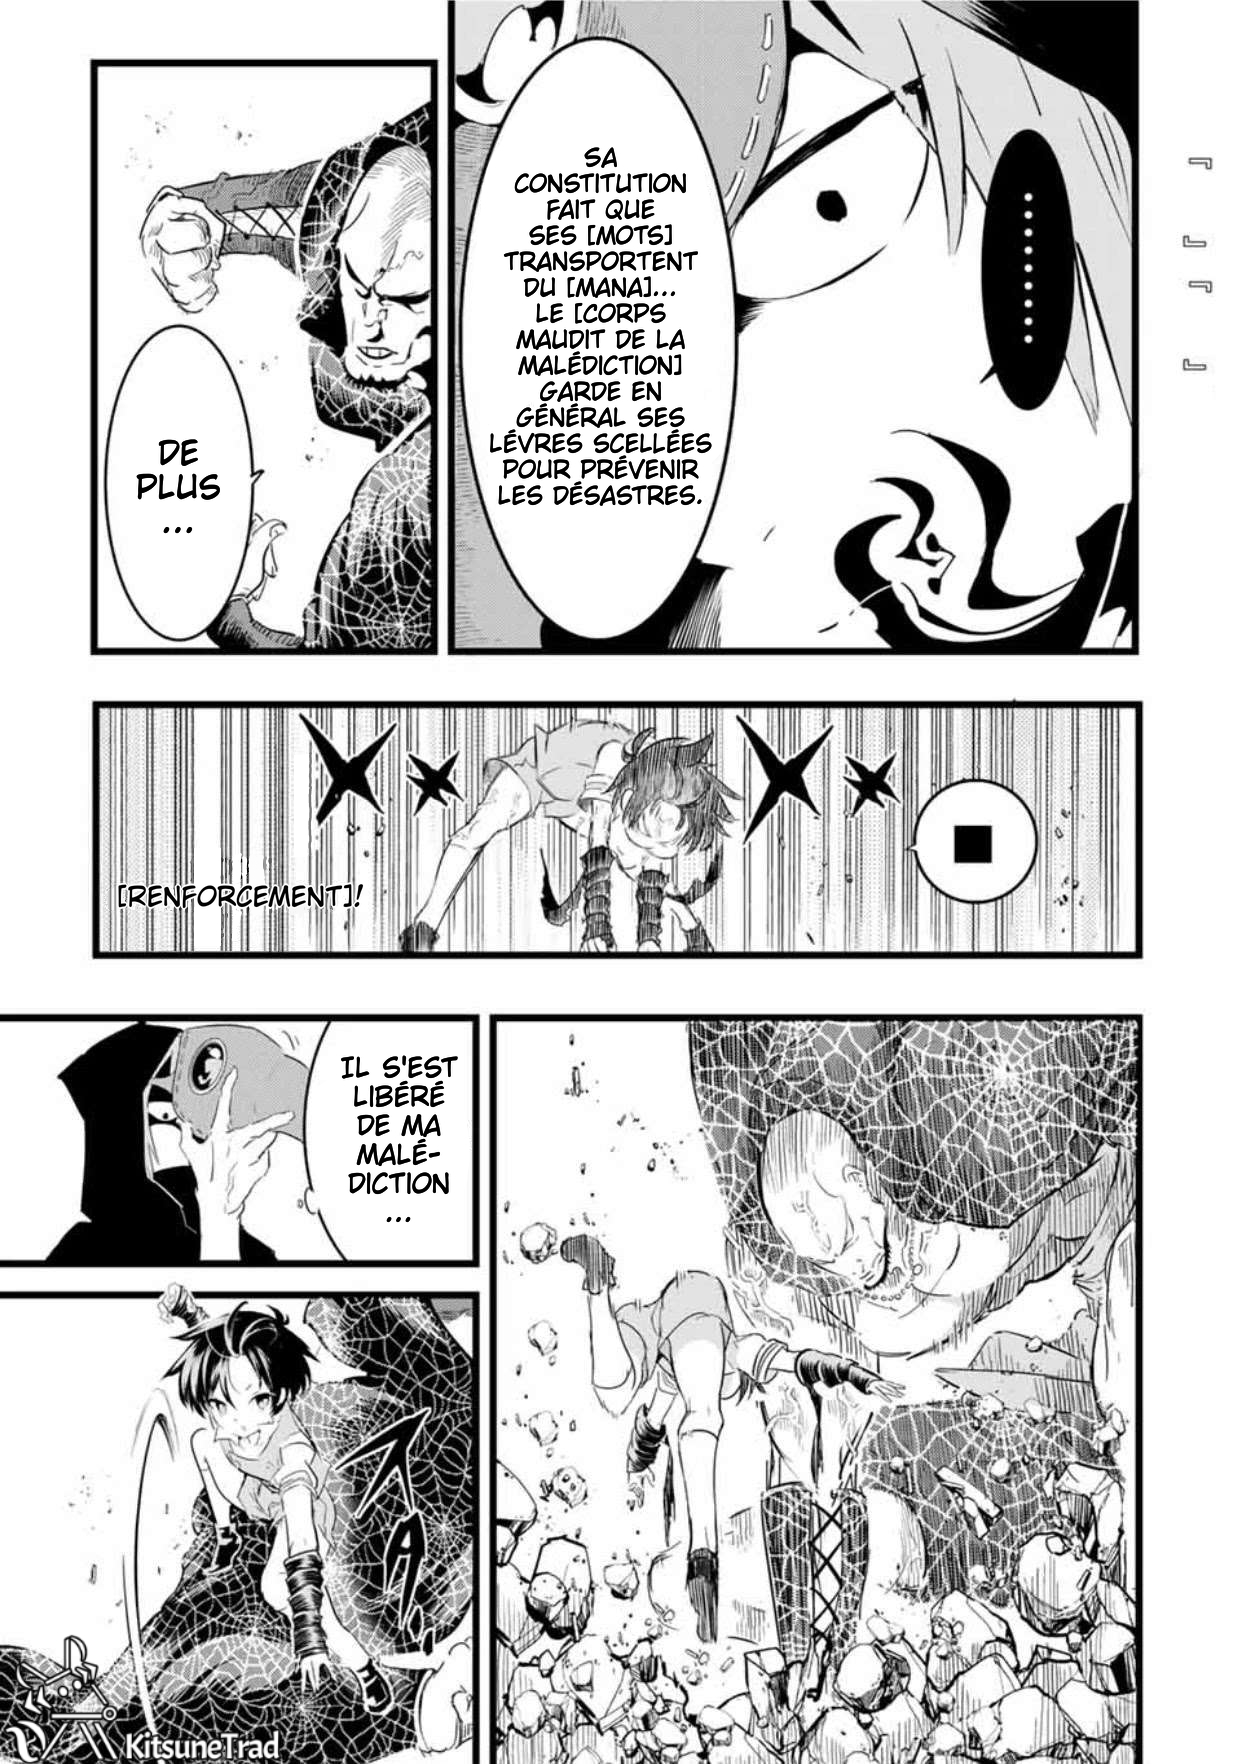 ………
SA
CONSTITUTION
FAIT QUE
SES [MOTS]
TRANSPORTENT
DU [MANA]...
LE [CORPS
MAUDIT DE LA
MALÉDICTION]
GARDE EN
GÉNÉRAL SES
LÉVRES SCELLÉES
POUR PRÉVENIR
LES DÉSASTRES.
『 』『 』
DE
PLUS
...
■
[RENFORCEMENT]!
IL S'EST
LIBÉRÉ
DE MA
MALÉ-
DICTION
...
KitsuneTrad